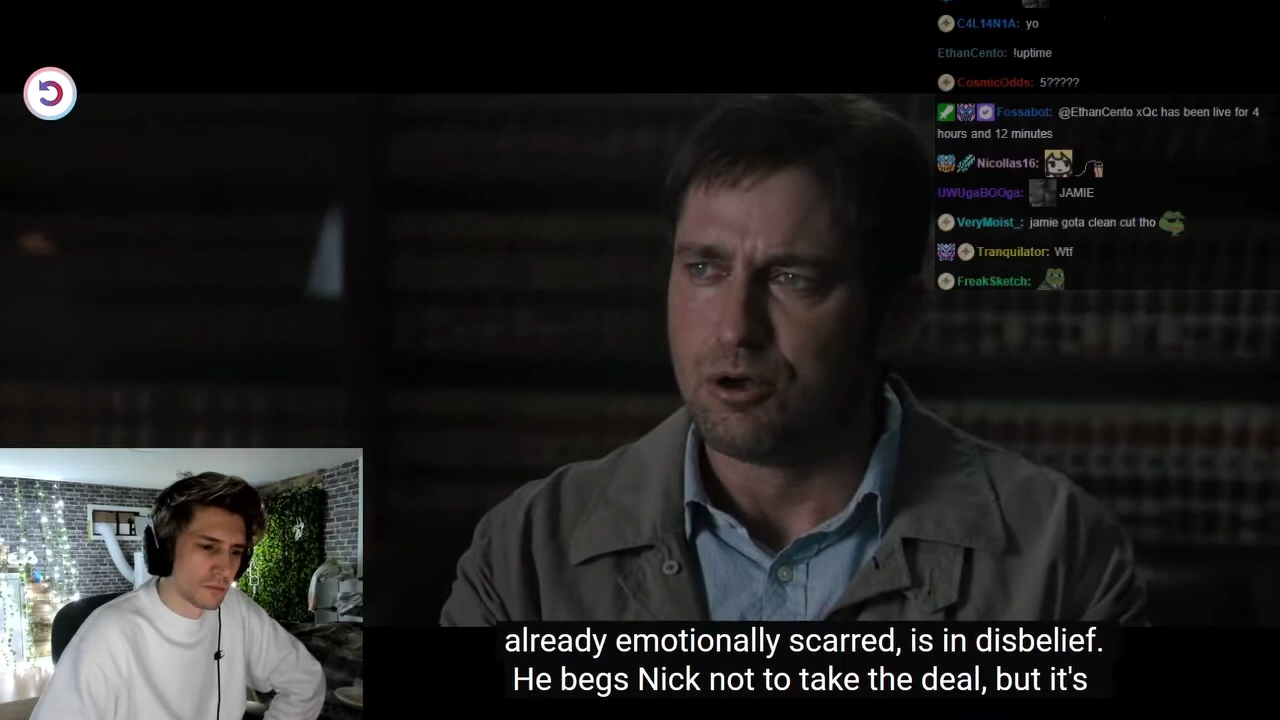 C4L14N1A: yo
EthanCento: !uptime
CosmicOdds: 5?????
Fossabot: @EthanCento xQc has been live for 4
hours and 12 minutes
Nicollas16:
UWUgaBOOga: JAMIE
VeryMoist_: jamie gota clean cut tho
Tranquilator: Wtf
FreakSketch:
already emotionally scarred, is in disbelief.
He begs Nick not to take the deal, but it's